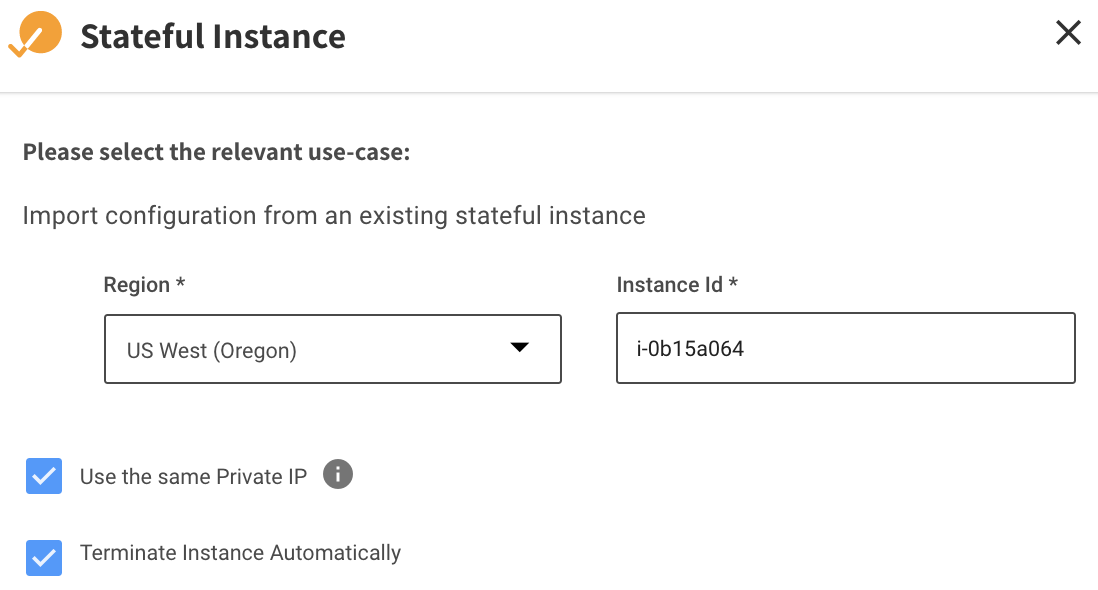 Stateful Instance
Please select the relevant use-case:
Import configuration from an existing stateful instance
Region *
Instance Id *
US West (Oregon)
i-0b15a064
Use the same Private IP
Terminate Instance Automatically